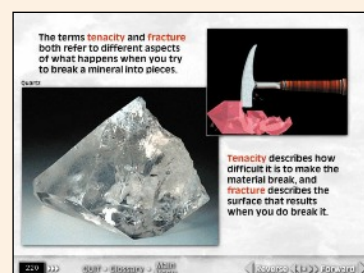 The terms tenacity and fracture
both refer to different aspects
of what happens when you try
to break a mineral into pieces.
Quartz
Tenacity describes how
difficult it is to make the
material break, and
fracture describes the
surface that results
when you do break it.
220 QUIT • Glossary • Main Reverse Forward